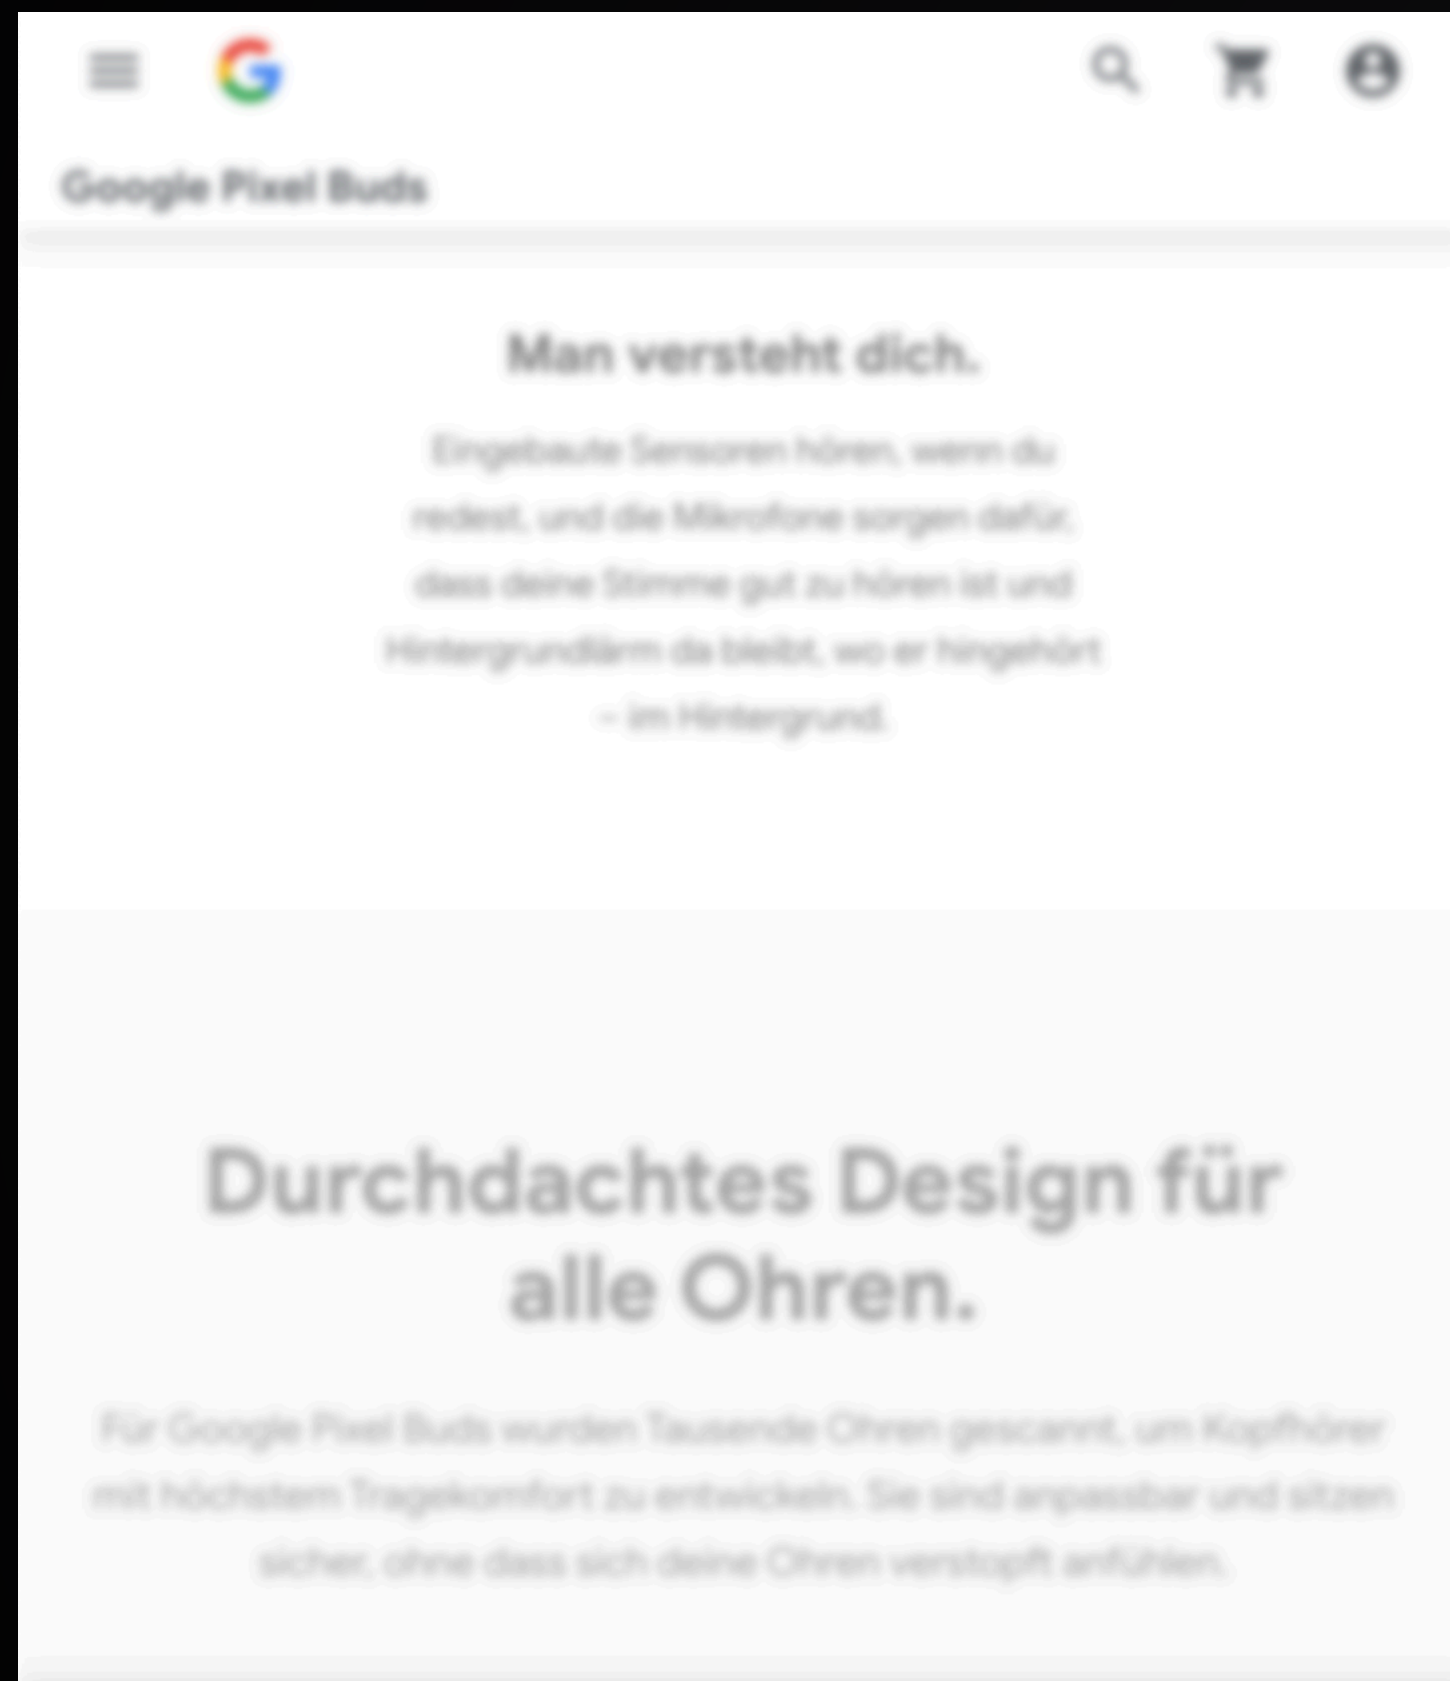 Google Pixel Buds
Man versteht dich.
Eingebaute Sensoren hören, wenn du
redest, und die Mikrofone sorgen dafür,
dass deine Stimme gut zu hören ist und
Hintergrundlärm da bleibt, wo er hingehört
– im Hintergrund.
Durchdachtes Design für
alle Ohren.
Für Google Pixel Buds wurden Tausende Ohren gescannt, um Kopfhörer
mit höchstem Tragekomfort zu entwickeln. Sie sind anpassbar und sitzen
sicher, ohne dass sich deine Ohren verstopft anfühlen.